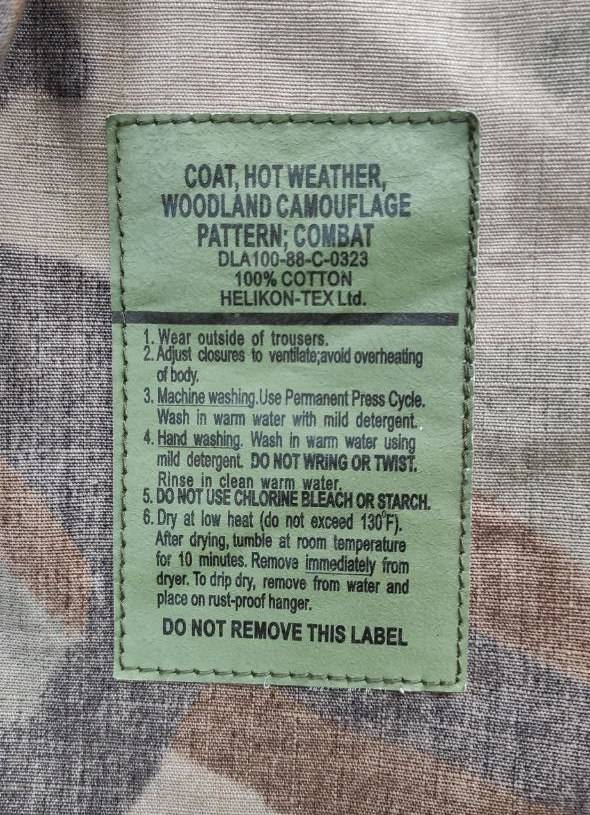 COAT, HOT WEATHER,
WOODLAND CAMOUFLAGE
PATTERN; COMBAT
DLA100-88-C-0323
100% COTTON
HELIKON-TEX Ltd.
1. Wear outside of trousers.
2. Adjust closures to ventilate;avoid overheating
of body.
3. Machine washing.Use Permanent Press Cycle.
Wash in warm water with mild detergent.
4. Hand washing. Wash in warm water using
mild detergent. DO NOT WRING OR TWIST.
Rinse in clean warm water.
5. DO NOT USE CHLORINE BLEACH OR STARCH.
6. Dry at low heat (do not exceed 130°F).
After drying, tumble at room temperature
for 10 minutes. Remove immediately from
dryer. To drip dry, remove from water and
place on rust-proof hanger.
DO NOT REMOVE THIS LABEL